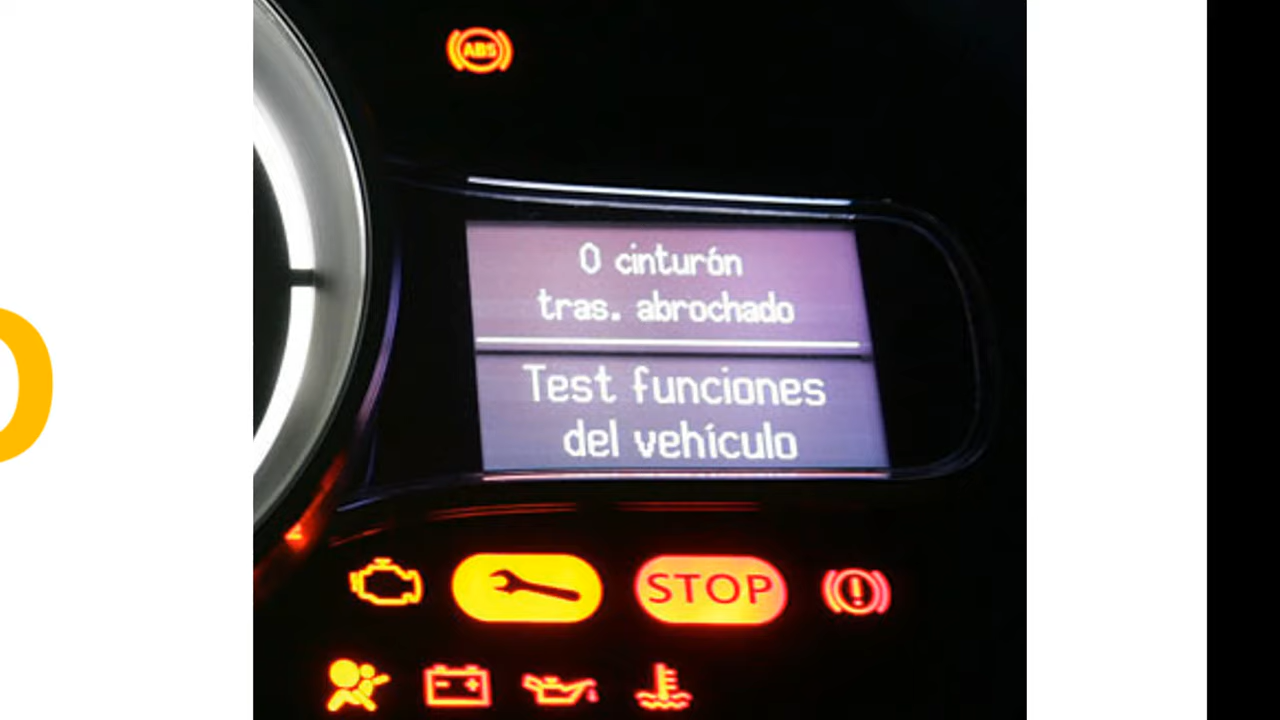 ABS
0 cinturón
tras. abrochado
Test funciones
del vehículo
STOP